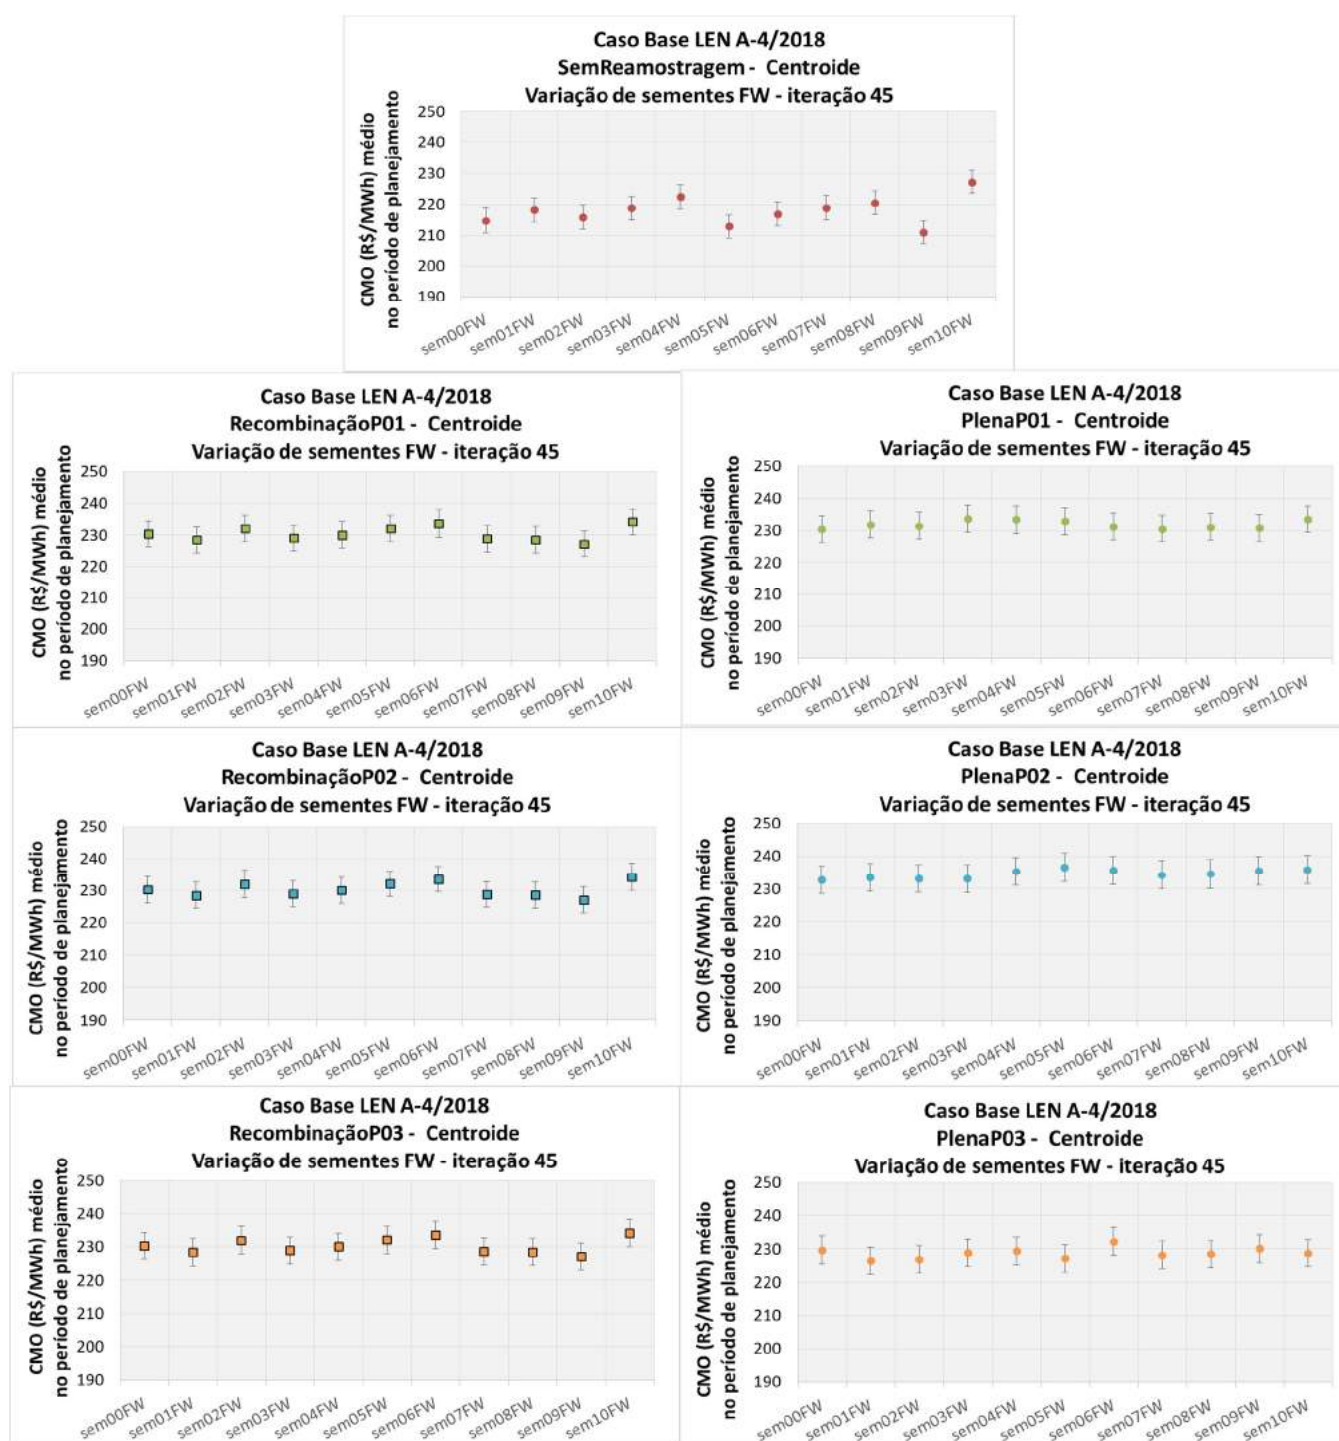 Caso Base LEN A-4/2018
SemReamostragem - Centroide
Variação de sementes FW - iteração 45
CMO (R$/MWh) médio
no período de planejamento
250
240
230
220
210
200
190
sem00FW
sem01FW
sem02FW
sem03FW
sem04FW
sem05FW
sem06FW
sem07FW
sem08FW
sem09FW
sem10FW
Caso Base LEN A-4/2018
RecombinaçãoP01 - Centroide
Variação de sementes FW - iteração 45
CMO (R$/MWh) médio
no período de planejamento
250
240
230
220
210
200
190
sem00FW
sem01FW
sem02FW
sem03FW
sem04FW
sem05FW
sem06FW
sem07FW
sem08FW
sem09FW
sem10FW
Caso Base LEN A-4/2018
PlenaP01 - Centroide
Variação de sementes FW - iteração 45
CMO (R$/MWh) médio
no período de planejamento
250
240
230
220
210
200
190
sem00FW
sem01FW
sem02FW
sem03FW
sem04FW
sem05FW
sem06FW
sem07FW
sem08FW
sem09FW
sem10FW
Caso Base LEN A-4/2018
RecombinaçãoP02 - Centroide
Variação de sementes FW - iteração 45
CMO (R$/MWh) médio
no período de planejamento
250
240
230
220
210
200
190
sem00FW
sem01FW
sem02FW
sem03FW
sem04FW
sem05FW
sem06FW
sem07FW
sem08FW
sem09FW
sem10FW
Caso Base LEN A-4/2018
PlenaP02 - Centroide
Variação de sementes FW - iteração 45
CMO (R$/MWh) médio
no período de planejamento
250
240
230
220
210
200
190
sem00FW
sem01FW
sem02FW
sem03FW
sem04FW
sem05FW
sem06FW
sem07FW
sem08FW
sem09FW
sem10FW
Caso Base LEN A-4/2018
RecombinaçãoP03 - Centroide
Variação de sementes FW - iteração 45
CMO (R$/MWh) médio
no período de planejamento
250
240
230
220
210
200
190
sem00FW
sem01FW
sem02FW
sem03FW
sem04FW
sem05FW
sem06FW
sem07FW
sem08FW
sem09FW
sem10FW
Caso Base LEN A-4/2018
PlenaP03 - Centroide
Variação de sementes FW - iteração 45
CMO (R$/MWh) médio
no período de planejamento
250
240
230
220
210
200
190
sem00FW
sem01FW
sem02FW
sem03FW
sem04FW
sem05FW
sem06FW
sem07FW
sem08FW
sem09FW
sem10FW